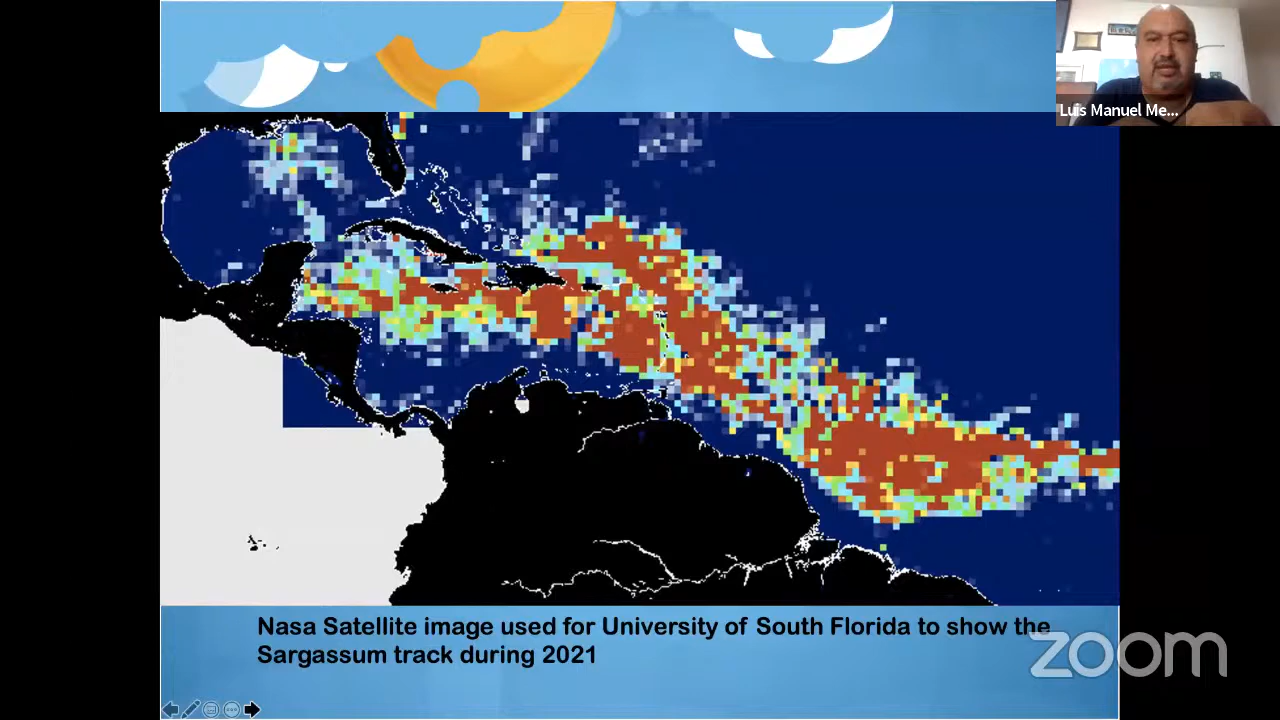 Luis Manuel Me...
Nasa Satellite image used for University of South Florida to show the
Sargassum track during 2021
zoom